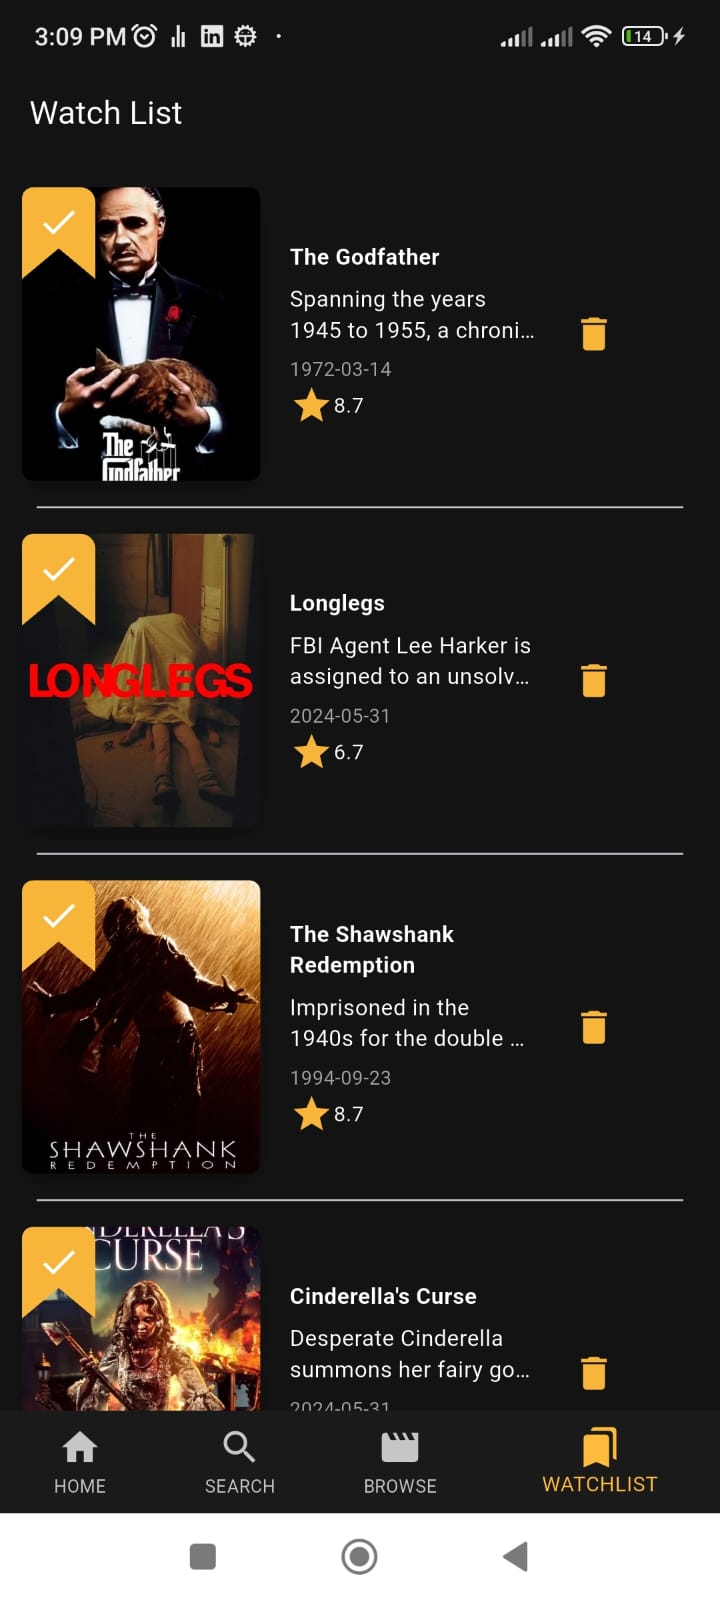 3:09 PM
in
14
Watch List
The Godfather
Spanning the years
1945 to 1955, a chroni...
1972-03-14
8.7
The
Godfather
Longlegs
FBI Agent Lee Harker is
assigned to an unsolv...
2024-05-31
6.7
LONGLEGS
The Shawshank
Redemption
Imprisoned in the
1940s for the double ...
1994-09-23
8.7
THE
SHAWSHANK
REDEMPTION
CINDERELLA'S
CURSE
Cinderella's Curse
Desperate Cinderella
summons her fairy go...
2024-05-31
HOME
SEARCH
BROWSE
WATCHLIST